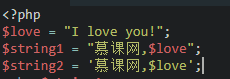 <?php
$love = "I love you!";
$string1 = "慕课网,$love";
$string2 = '慕课网,$love';